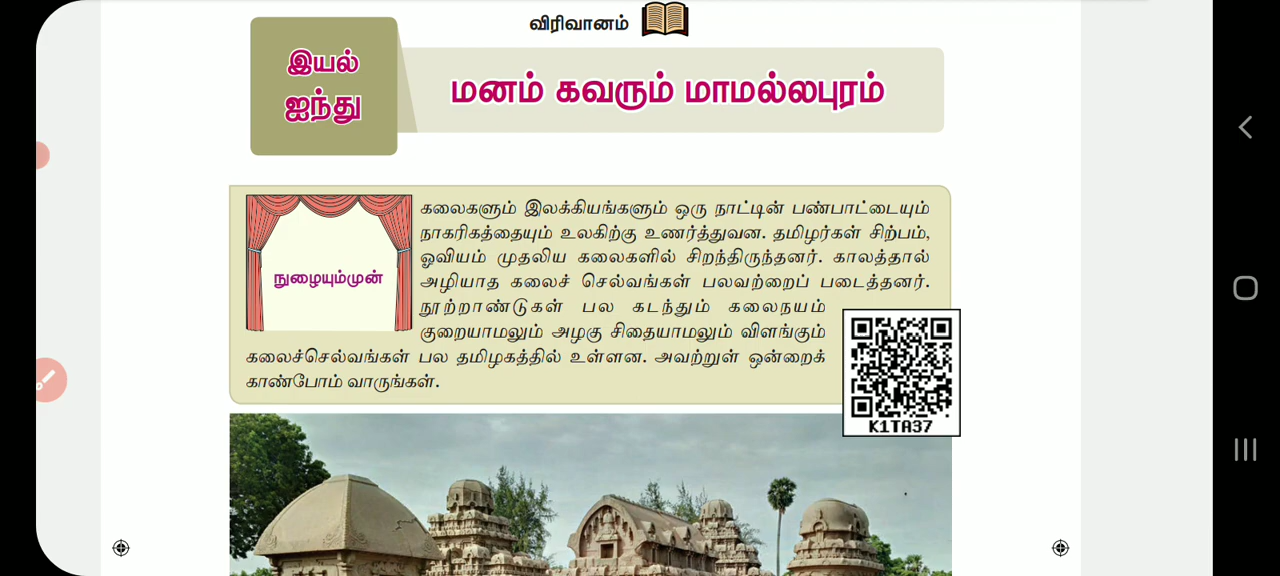 விரிவானம்
இயல்
ஐந்து
மனம் கவரும் மாமல்லபுரம்
நுழையும்முன்
கலைகளும் இலக்கியங்களும் ஒரு நாட்டின் பண்பாட்டையும்
நாகரிகத்தையும் உலகிற்கு உணர்த்துவன. தமிழர்கள் சிற்பம்,
ஓவியம் முதலிய கலைகளில் சிறந்திருந்தனர். காலத்தால்
அழியாத கலைச் செல்வங்கள் பலவற்றைப் படைத்தனர்.
நூற்றாண்டுகள் பல கடந்தும் கலைநயம்
குறையாமலும் அழகு சிதையாமலும் விளங்கும்
கலைச்செல்வங்கள் பல தமிழகத்தில் உள்ளன. அவற்றுள் ஒன்றைக்
காண்போம் வாருங்கள்.
K1TA37